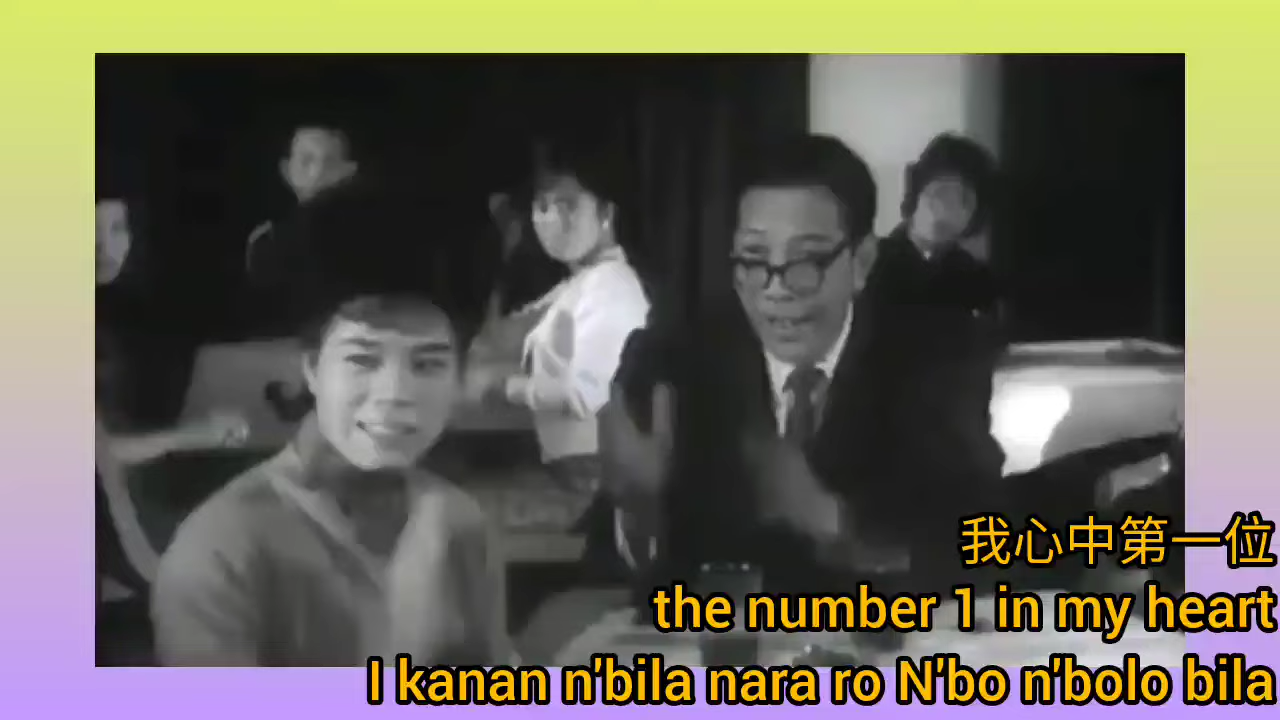 我心中第一位
the number 1 in my heart
I kanan n'bila nara ro N'bo n'bolo bila